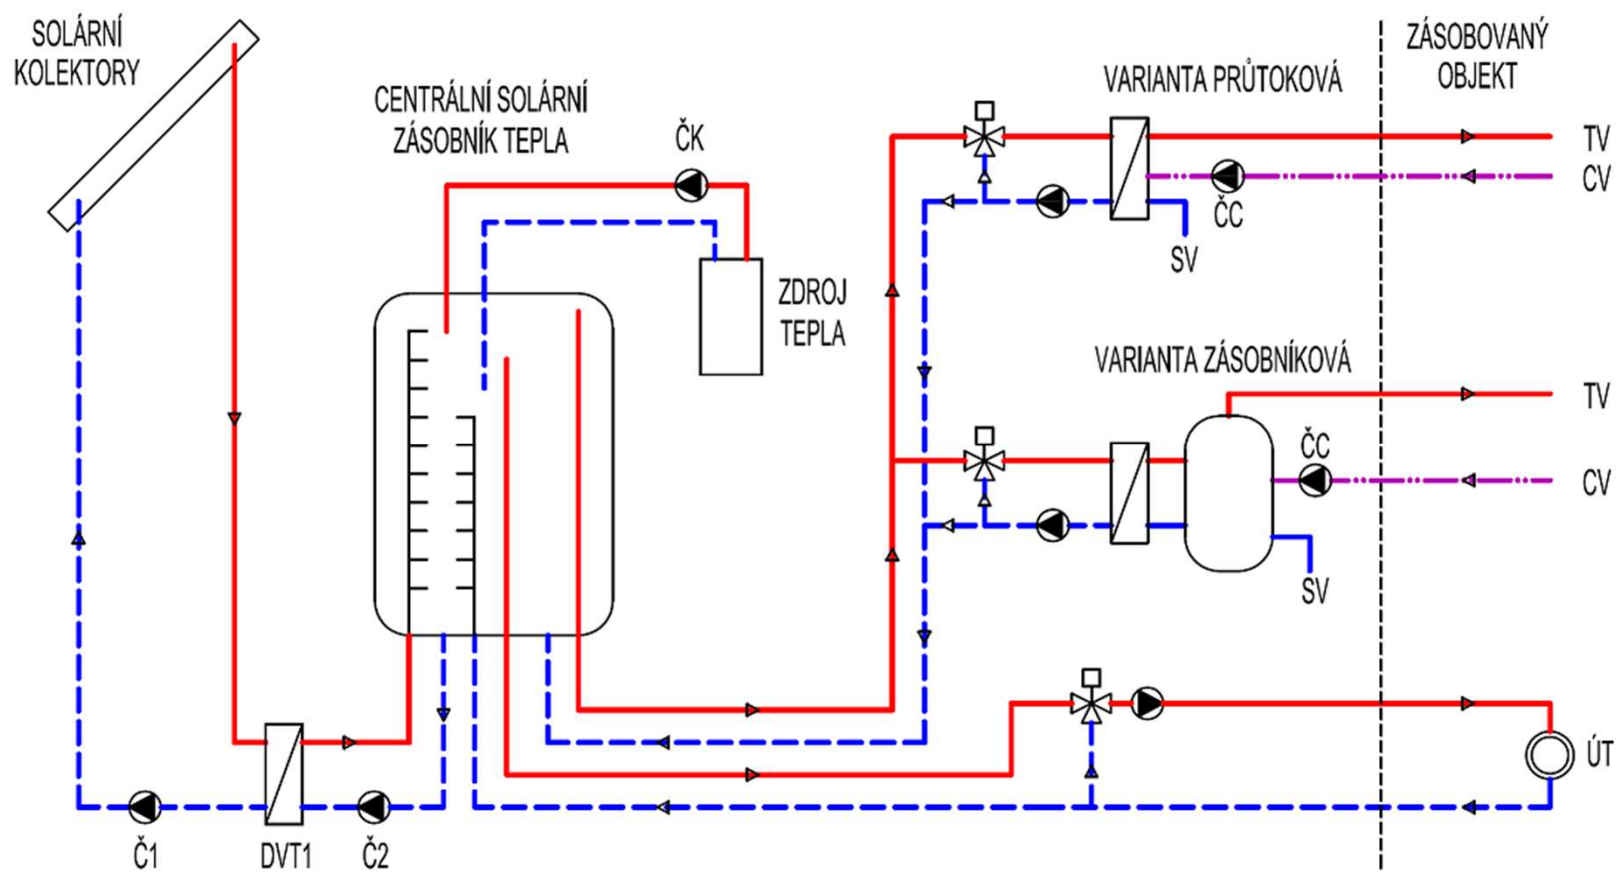 SOLÁRNÍ
KOLEKTORY
CENTRÁLNÍ SOLÁRNÍ
ZÁSOBNÍK TEPLA
ČK
ZDROJ
TEPLA
VARIANTA PRŮTOKOVÁ
ZÁSOBOVANÝ
OBJEKT
TV
CV
ČC
SV
VARIANTA ZÁSOBNÍKOVÁ
TV
ČC
CV
SV
ÚT
Č1
DVT1
Č2